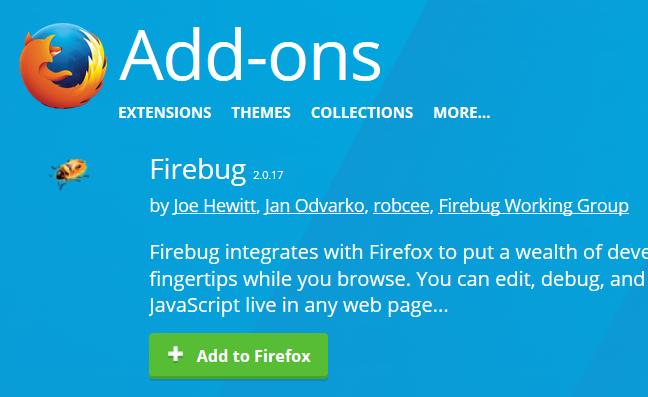 Add-ons
EXTENSIONS THEMES COLLECTIONS MORE...
Firebug 2.0.17
by Joe Hewitt, Jan Odvarko, robcee, Firebug Working Group
Firebug integrates with Firefox to put a wealth of
fingertips while you browse. You can edit, debug, and
JavaScript live in any web page...
Add to Firefox